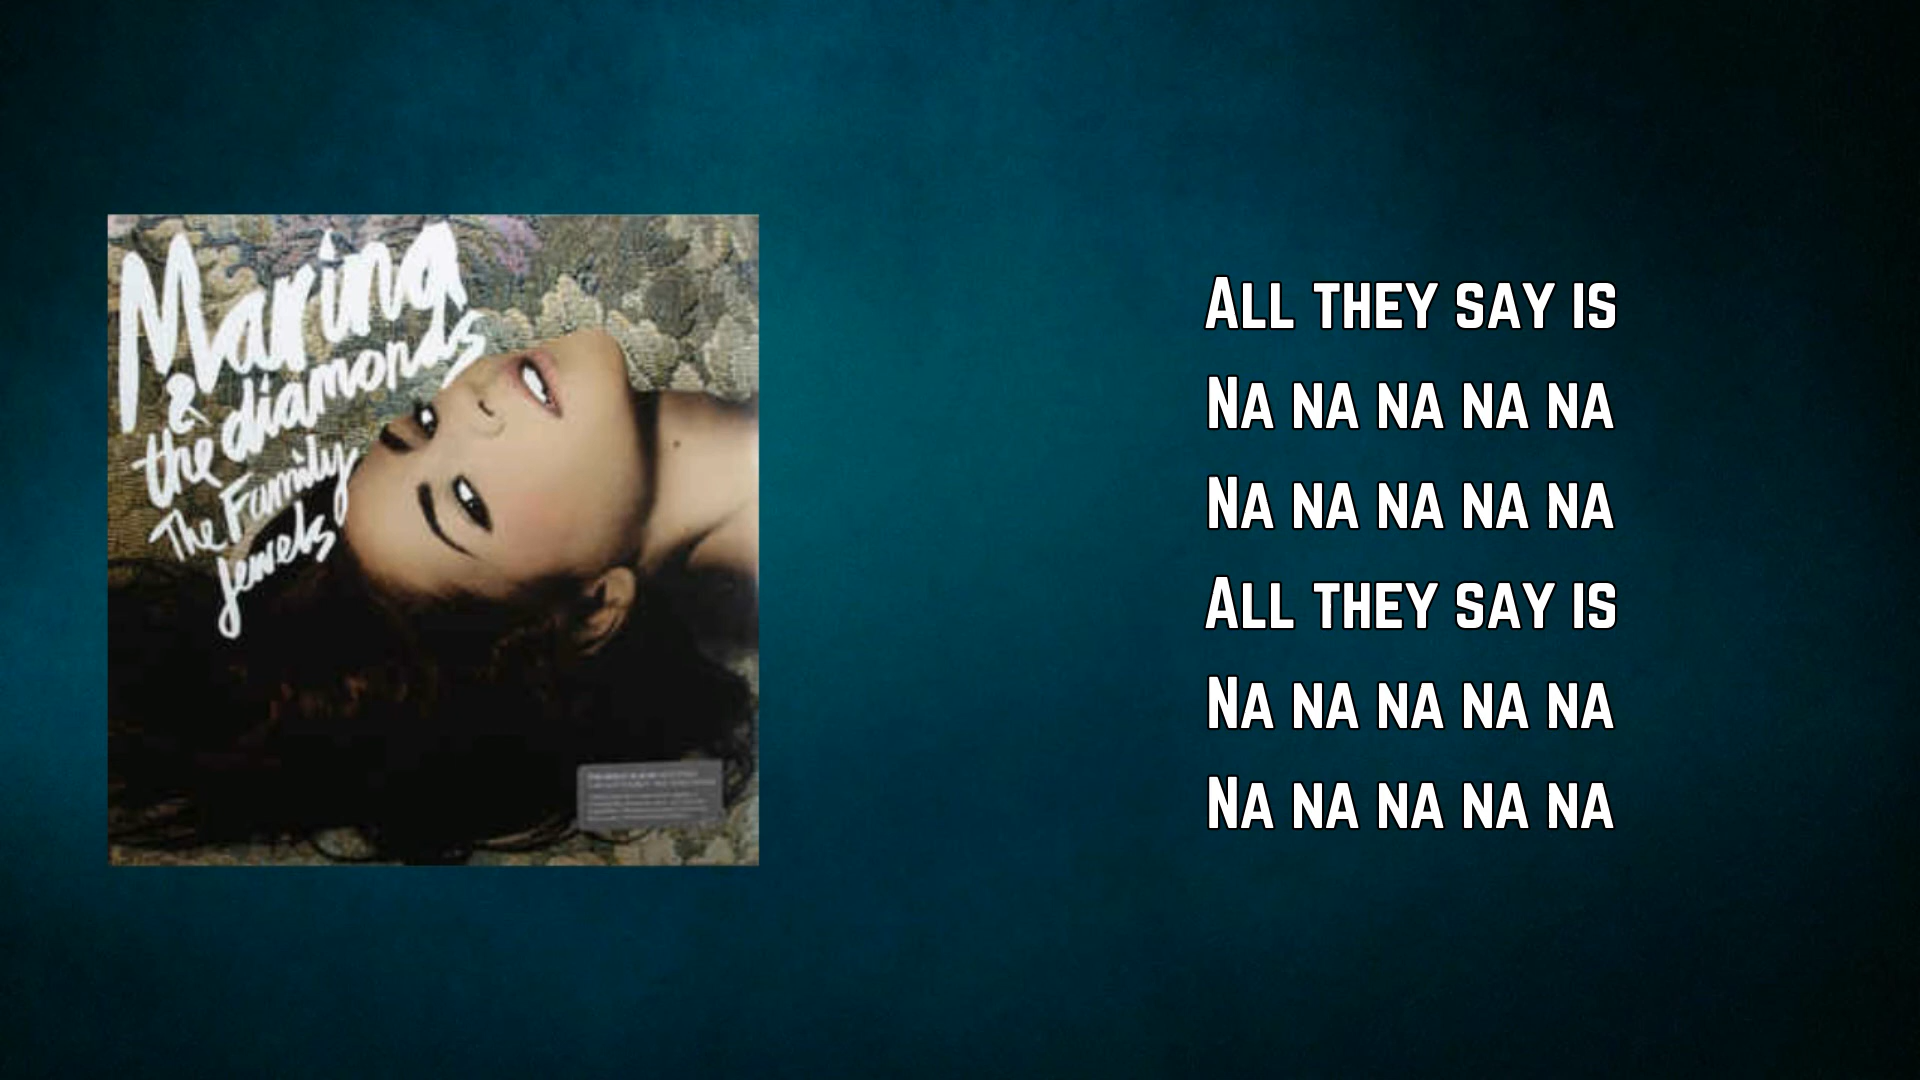 Marina
& the diamonds
The Family
Jewels
All they say is
Na na na na na
Na na na na na
All they say is
Na na na na na
Na na na na na